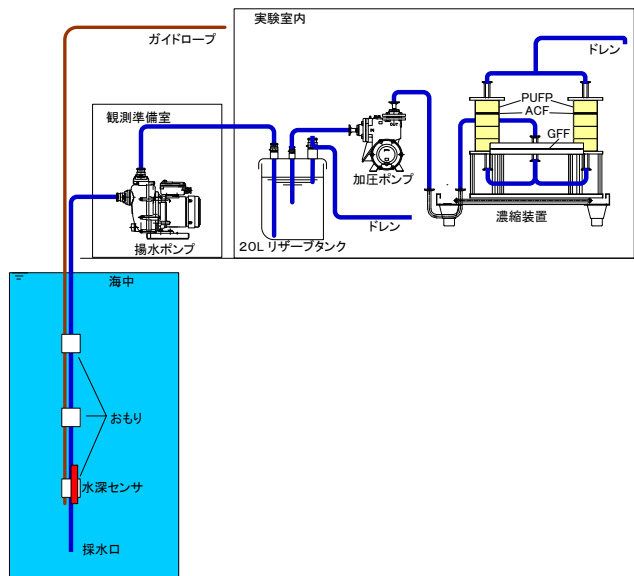 実験室内
ガイドロープ
ドレン
PUFP
ACF
GFF
観測準備室
加圧ポンプ
濃縮装置
揚水ポンプ
20L リザーブタンク
ドレン
海中
おもり
水深センサ
採水口